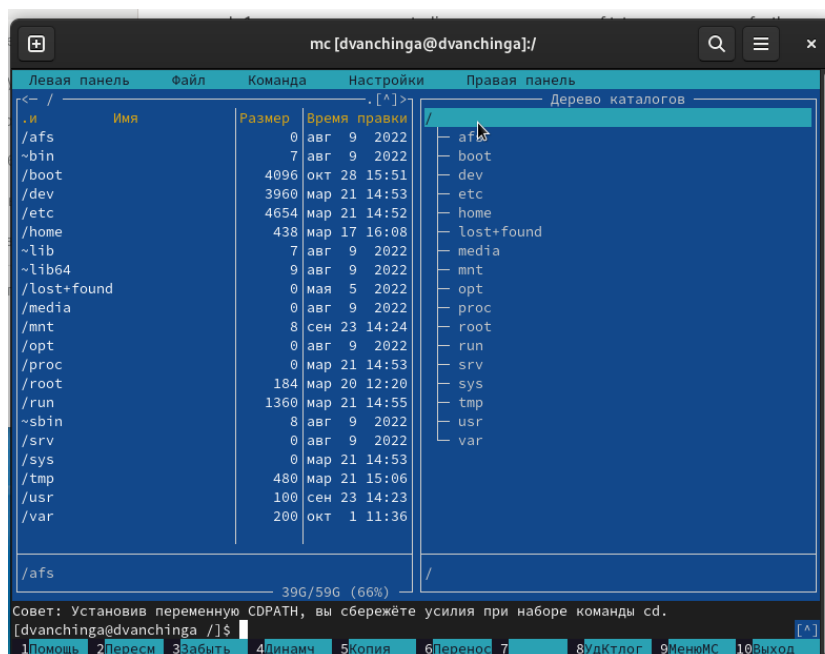 mc [dvanchinga@dvanchinga]:/
Левая панель Файл Команда Настройки Правая панель
<— / .[^]> Дерево каталогов
.и Имя Размер Время правки /
/afs 0 авг 9 2022 afs
~bin 7 авг 9 2022 boot
/boot 4096 окт 28 15:51 dev
/dev 3960 мар 21 14:53 etc
/etc 4654 мар 21 14:52 home
/home 438 мар 17 16:08 lost+found
~lib 7 авг 9 2022 media
~lib64 9 авг 9 2022 mnt
/lost+found 0 мая 5 2022 opt
/media 0 авг 9 2022 proc
/mnt 8 сен 23 14:24 root
/opt 0 авг 9 2022 run
/proc 0 мар 21 14:53 srv
/root 184 мар 20 12:20 sys
/run 1360 мар 21 14:55 tmp
~sbin 8 авг 9 2022 usr
/srv 0 авг 9 2022 var
/sys 0 мар 21 14:53
/tmp 480 мар 21 15:06
/usr 100 сен 23 14:23
/var 200 окт 1 11:36
/afs /
39G/59G (66%)
Совет: Установив переменную CDPATH, вы сбережёте усилия при наборе команды cd.
[dvanchinga@dvanchinga /]$ [^]
1Помощь 2Пересм 3Забыть 4Динамч 5Копия 6Перенос 7 8УдКтлог 9МенюМС 10Выход